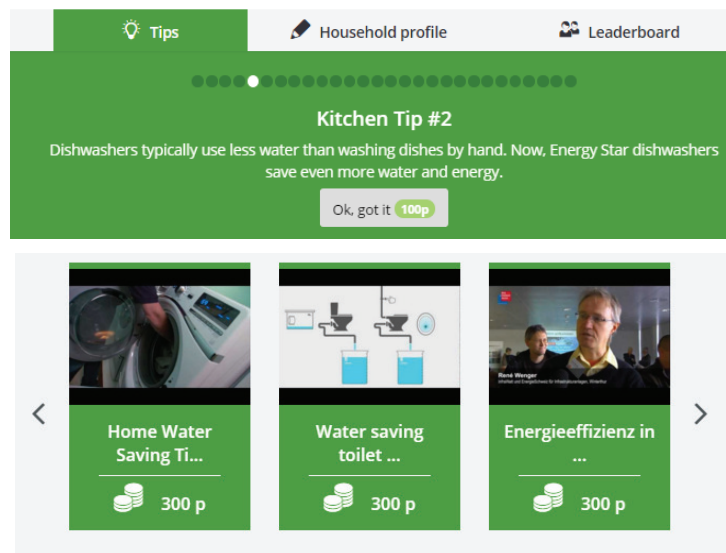 Tips
Household profile
Leaderboard
Kitchen Tip #2
Dishwashers typically use less water than washing dishes by hand. Now, Energy Star dishwashers
save even more water and energy.
Ok, got it 100p
René Wenger
Home Water
Saving Ti...
300 p
Water saving
toilet ...
300 p
Energieeffizienz in
...
300 p